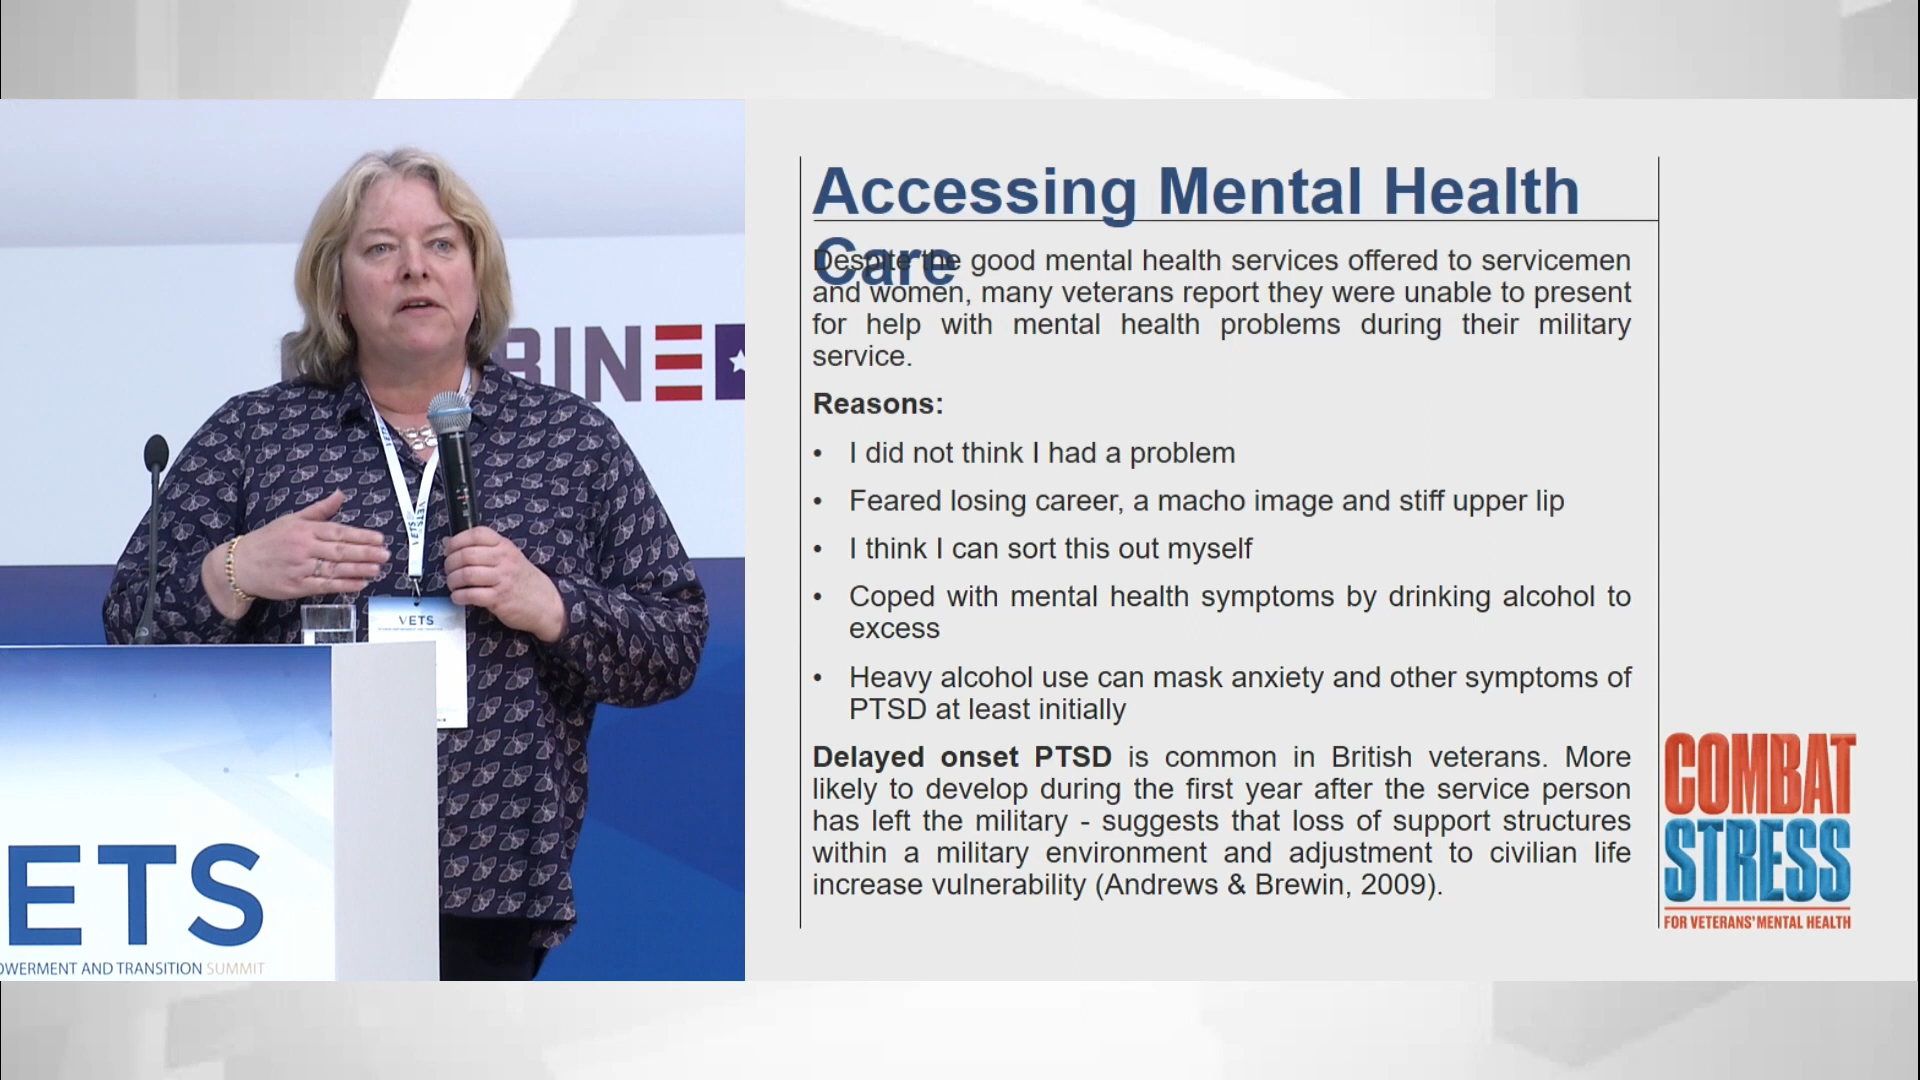 BINE
VETS
VETS
ETS
OWERMENT AND TRANSITION SUMMIT
Accessing Mental Health
Care
Despite the good mental health services offered to servicemen
and women, many veterans report they were unable to present
for help with mental health problems during their military
service.
Reasons:
• I did not think I had a problem
• Feared losing career, a macho image and stiff upper lip
• I think I can sort this out myself
• Coped with mental health symptoms by drinking alcohol to
excess
• Heavy alcohol use can mask anxiety and other symptoms of
PTSD at least initially
Delayed onset PTSD is common in British veterans. More
likely to develop during the first year after the service person
has left the military - suggests that loss of support structures
within a military environment and adjustment to civilian life
increase vulnerability (Andrews & Brewin, 2009).
COMBAT
STRESS
FOR VETERANS' MENTAL HEALTH